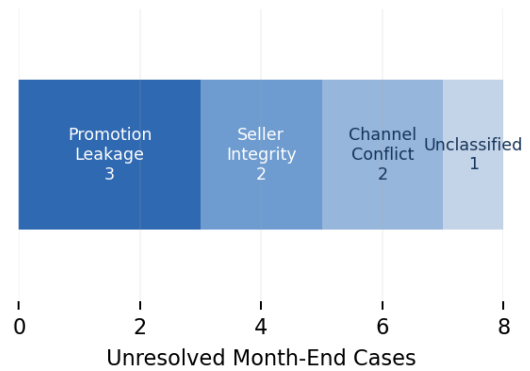 Promotion
Leakage
3
Seller
Integrity
2
Channel
Conflict
2
Unclassified
1
0 2 4 6 8
Unresolved Month-End Cases